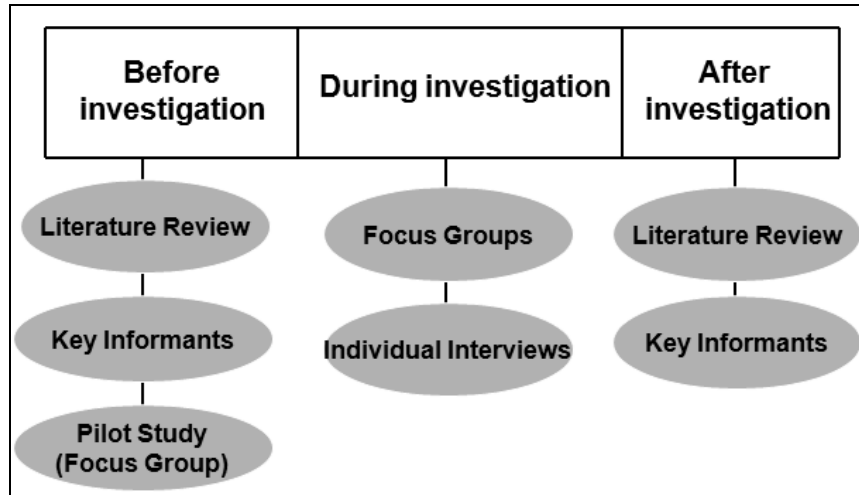 Before
investigation
During investigation
After
investigation
Literature Review
Key Informants
Pilot Study
(Focus Group)
Focus Groups
Individual Interviews
Literature Review
Key Informants